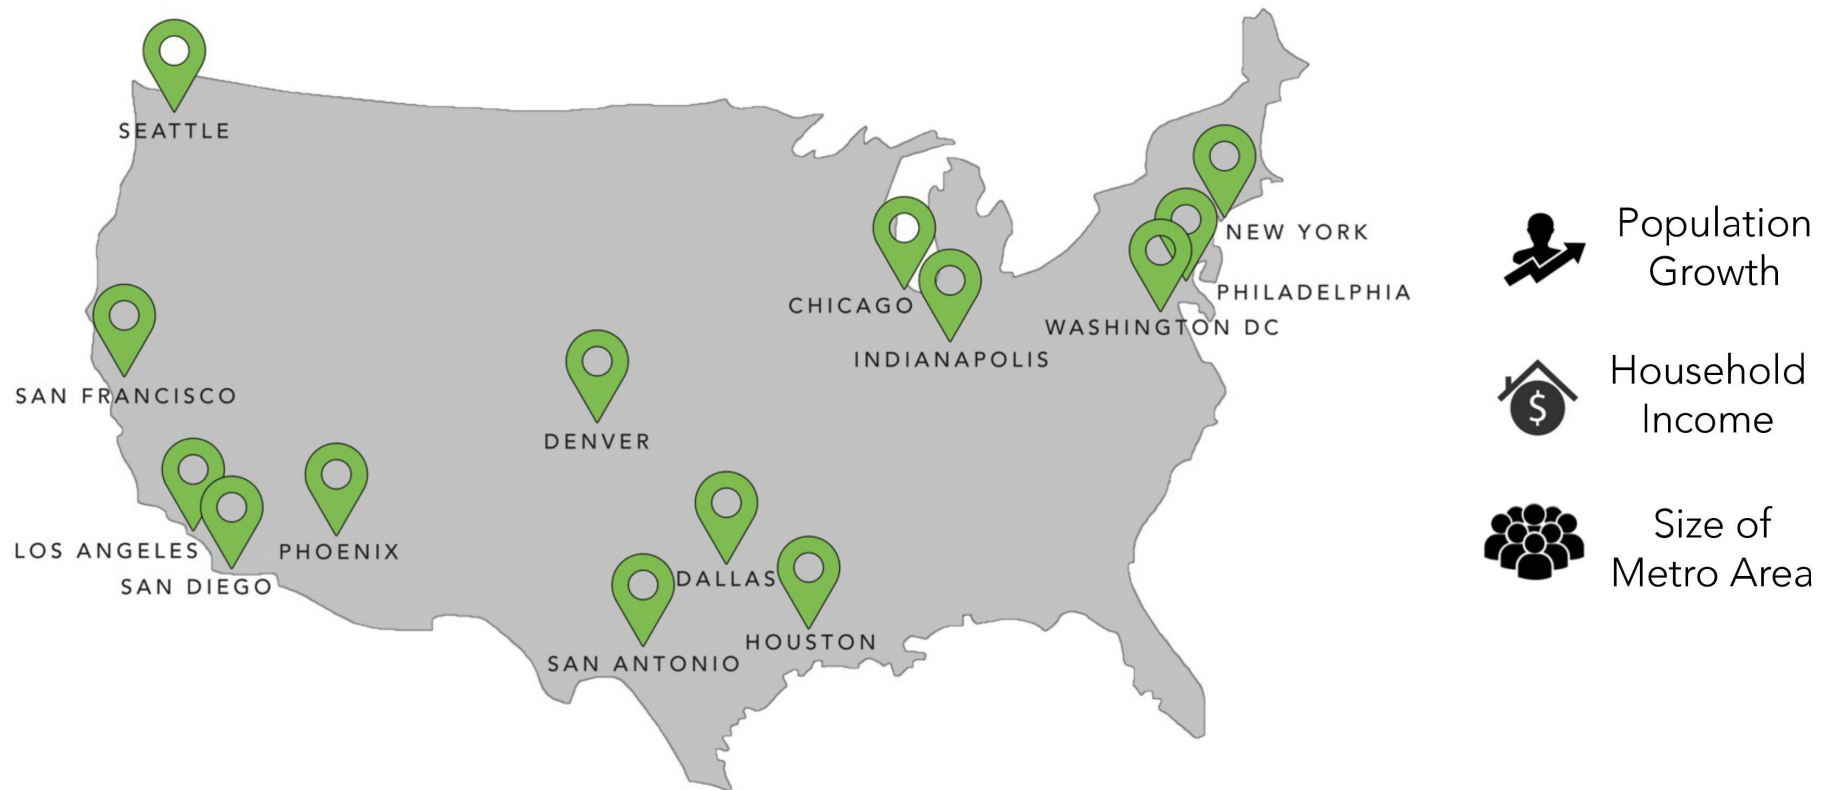 SEATTLE
NEW YORK
PHILADELPHIA
CHICAGO
WASHINGTON DC
INDIANAPOLIS
SAN FRANCISCO
DENVER
LOS ANGELES
PHOENIX
SAN DIEGO
DALLAS
HOUSTON
SAN ANTONIO
Population
Growth
$
Household
Income
Size of
Metro Area